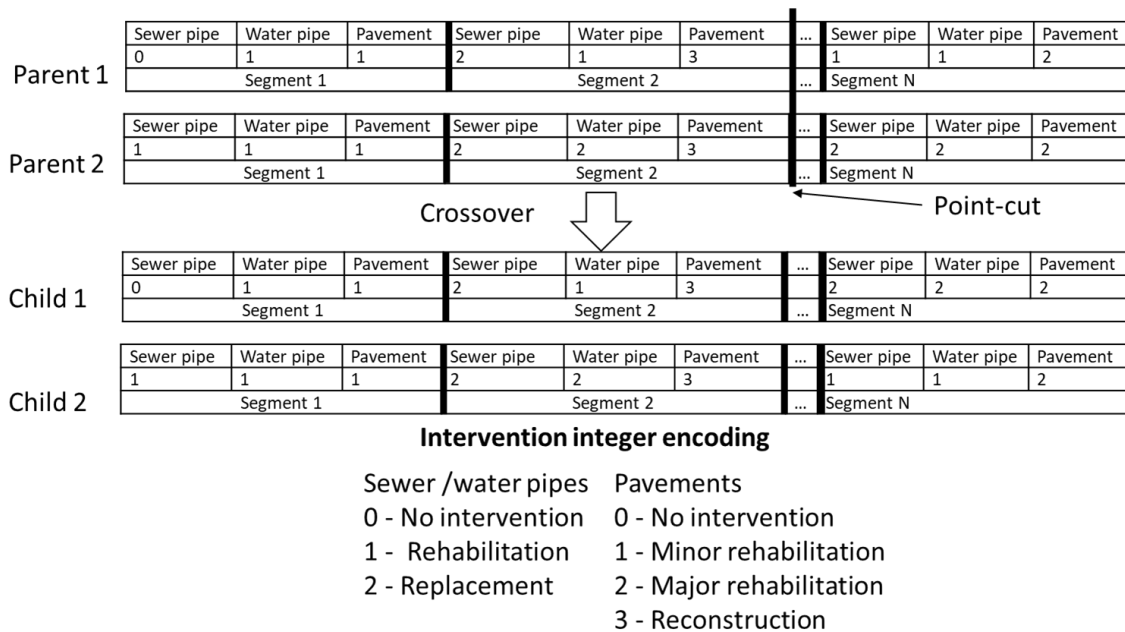 Sewer pipe Water pipe Pavement Sewer pipe Water pipe Pavement ... Sewer pipe Water pipe Pavement
Parent 1 0 1 1 2 1 3 1 1 2
Segment 1 Segment 2 ... Segment N
Sewer pipe Water pipe Pavement Sewer pipe Water pipe Pavement ... Sewer pipe Water pipe Pavement
Parent 2 1 1 1 2 2 3 2 2 2
Segment 1 Segment 2 ... Segment N
Crossover Point-cut
Sewer pipe Water pipe Pavement Sewer pipe Water pipe Pavement ... Sewer pipe Water pipe Pavement
Child 1 0 1 1 2 1 3 2 2 2
Segment 1 Segment 2 ... Segment N
Sewer pipe Water pipe Pavement Sewer pipe Water pipe Pavement ... Sewer pipe Water pipe Pavement
Child 2 1 1 1 2 2 3 1 1 2
Segment 1 Segment 2 ... Segment N
Intervention integer encoding
Sewer /water pipes Pavements
0 - No intervention 0 - No intervention
1 - Rehabilitation 1 - Minor rehabilitation
2 - Replacement 2 - Major rehabilitation
3 - Reconstruction